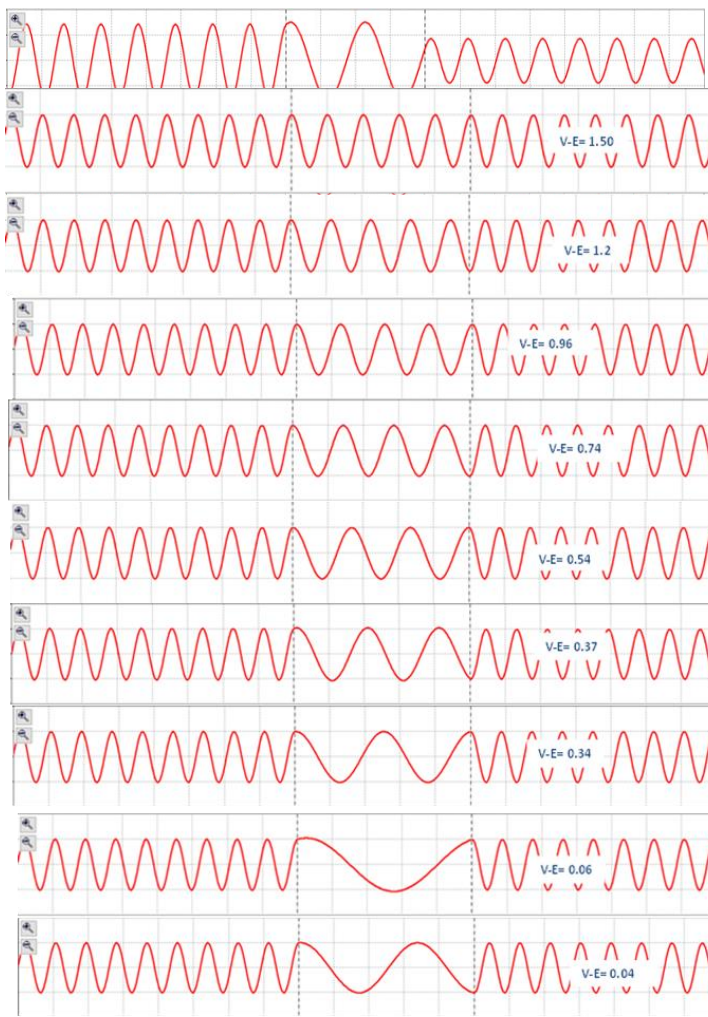 V-E= 1.50
V-E= 1.2
V-E= 0.96
V-E= 0.74
V-E= 0.54
V-E= 0.37
V-E= 0.34
V-E= 0.06
V-E= 0.04